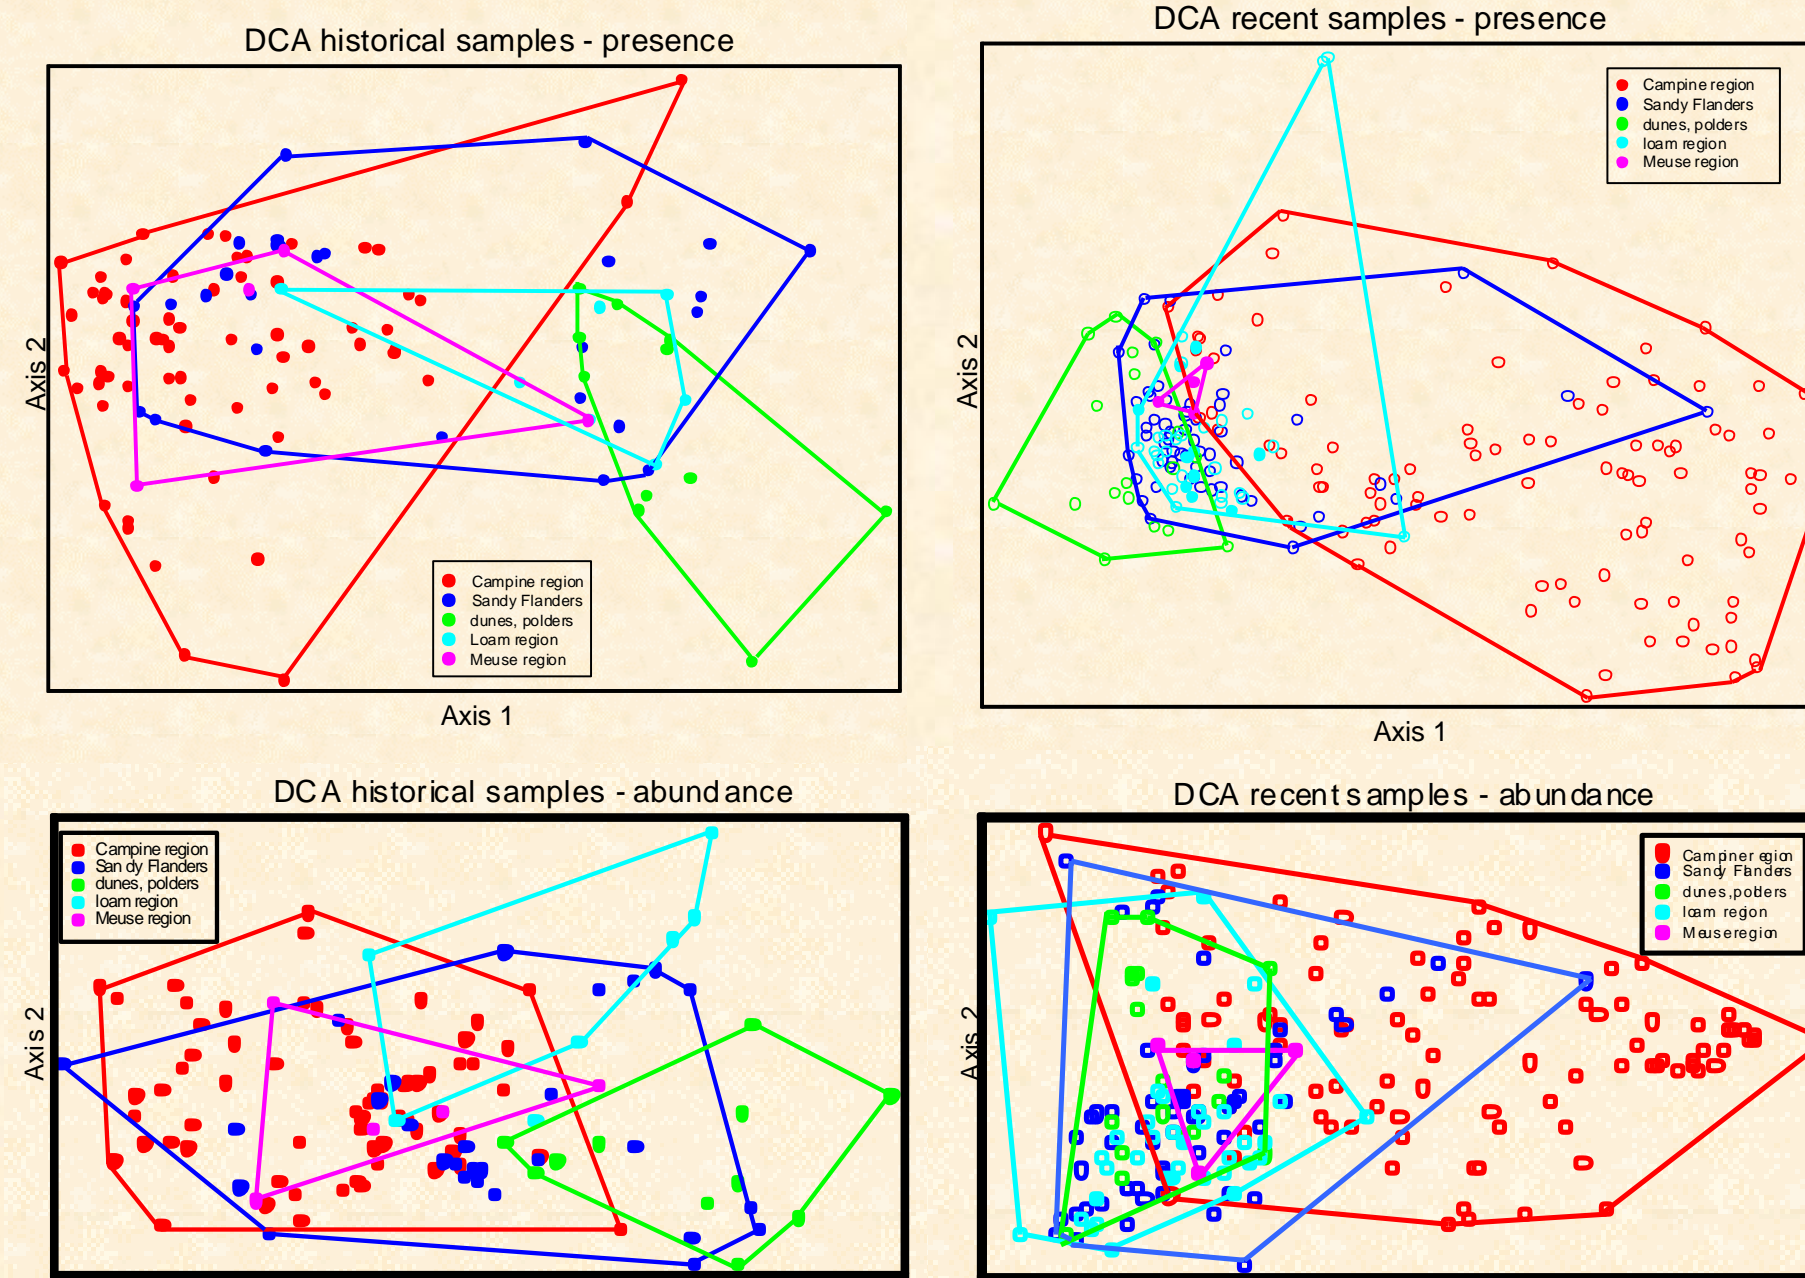 DCA historical samples - presence
Axis 2
Campine region
Sandy Flanders
dunes, polders
Loam region
Meuse region
Axis 1
DCA recent samples - presence
Axis 2
Campine region
Sandy Flanders
dunes, polders
loam region
Meuse region
Axis 1
DCA historical samples - abundance
Axis 2
Campine region
Sandy Flanders
dunes, polders
loam region
Meuse region
DCA recent samples - abundance
Axis 2
Campiner egion
Sandy Flanders
dunes, polders
loam region
Meuse region